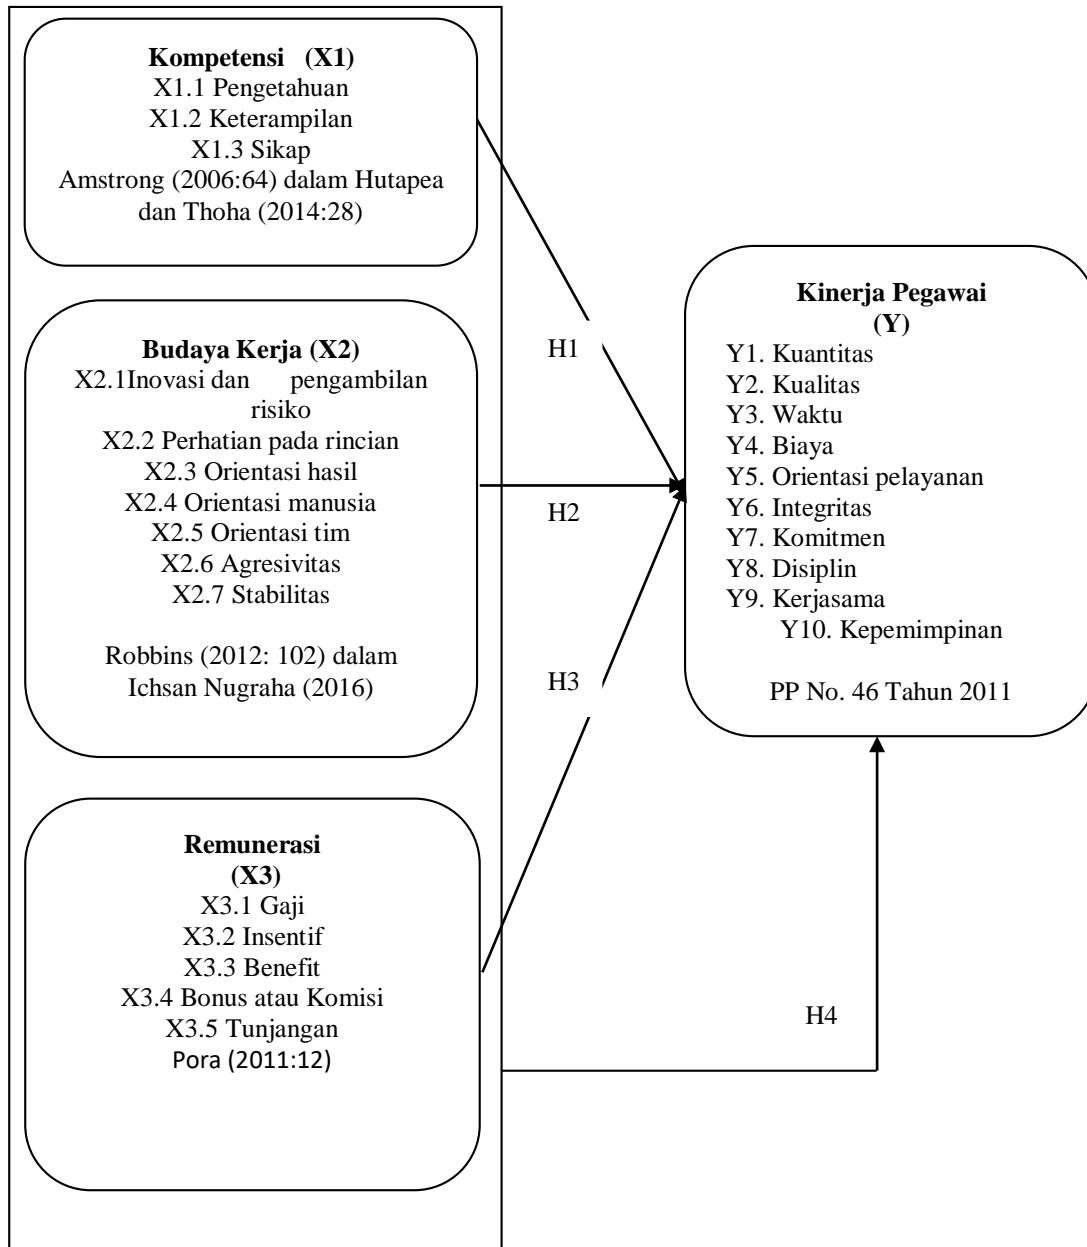 Kompetensi (X1)
X1.1 Pengetahuan
X1.2 Keterampilan
X1.3 Sikap
Amstrong (2006:64) dalam Hutapea
dan Thoha (2014:28)
Budaya Kerja (X2)
X2.1Inovasi dan pengambilan
risiko
X2.2 Perhatian pada rincian
X2.3 Orientasi hasil
X2.4 Orientasi manusia
X2.5 Orientasi tim
X2.6 Agresivitas
X2.7 Stabilitas
Robbins (2012: 102) dalam
Ichsan Nugraha (2016)
Remunerasi
(X3)
X3.1 Gaji
X3.2 Insentif
X3.3 Benefit
X3.4 Bonus atau Komisi
X3.5 Tunjangan
Pora (2011:12)
H1
H2
H3
H4
Kinerja Pegawai
(Y)
Y1. Kuantitas
Y2. Kualitas
Y3. Waktu
Y4. Biaya
Y5. Orientasi pelayanan
Y6. Integritas
Y7. Komitmen
Y8. Disiplin
Y9. Kerjasama
Y10. Kepemimpinan
PP No. 46 Tahun 2011